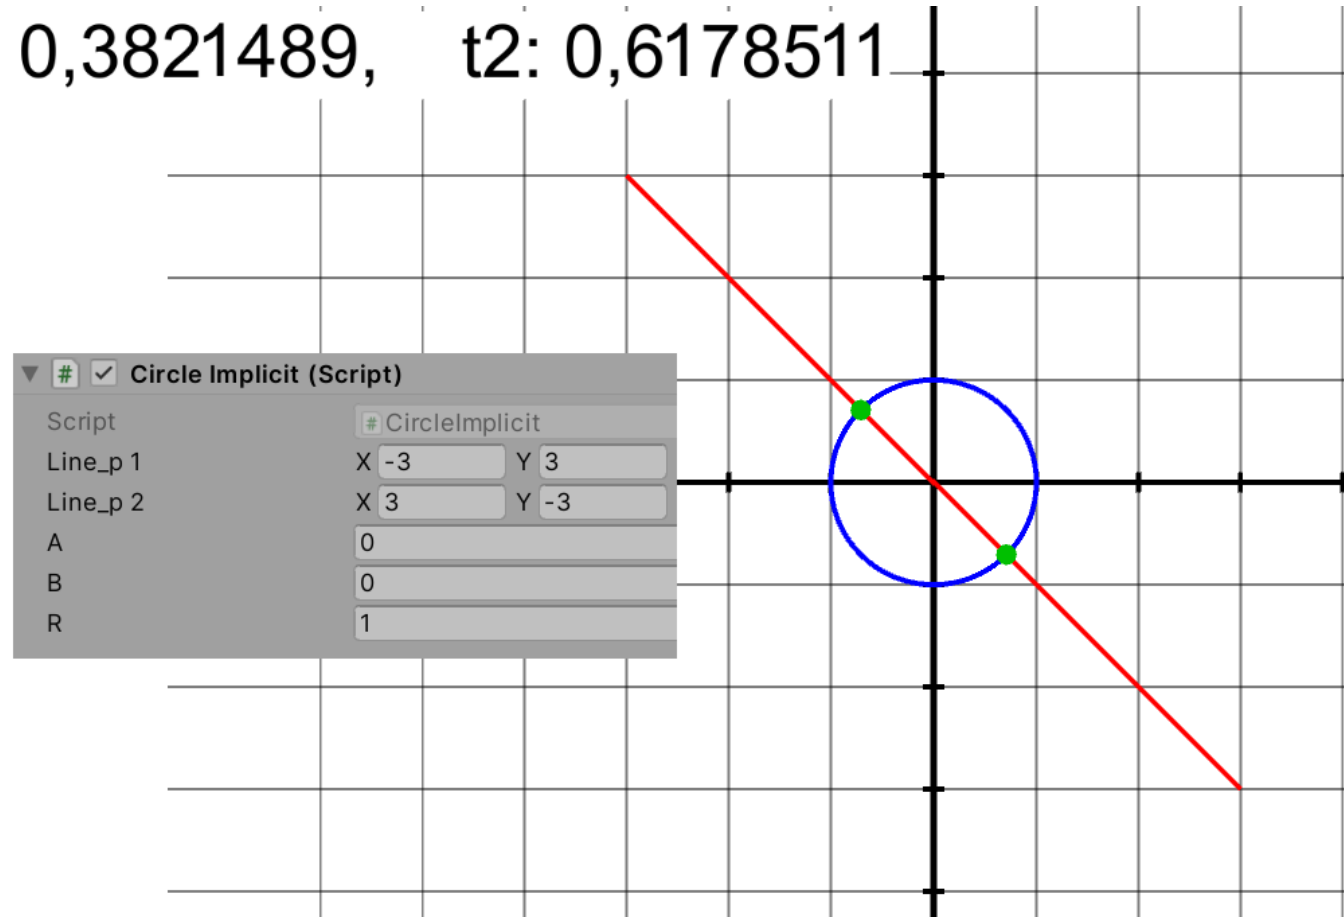 0,3821489, t2: 0,6178511
# Circle Implicit (Script)
Script # CircleImplicit
Line_p 1 X -3 Y 3
Line_p 2 X 3 Y -3
A 0
B 0
R 1